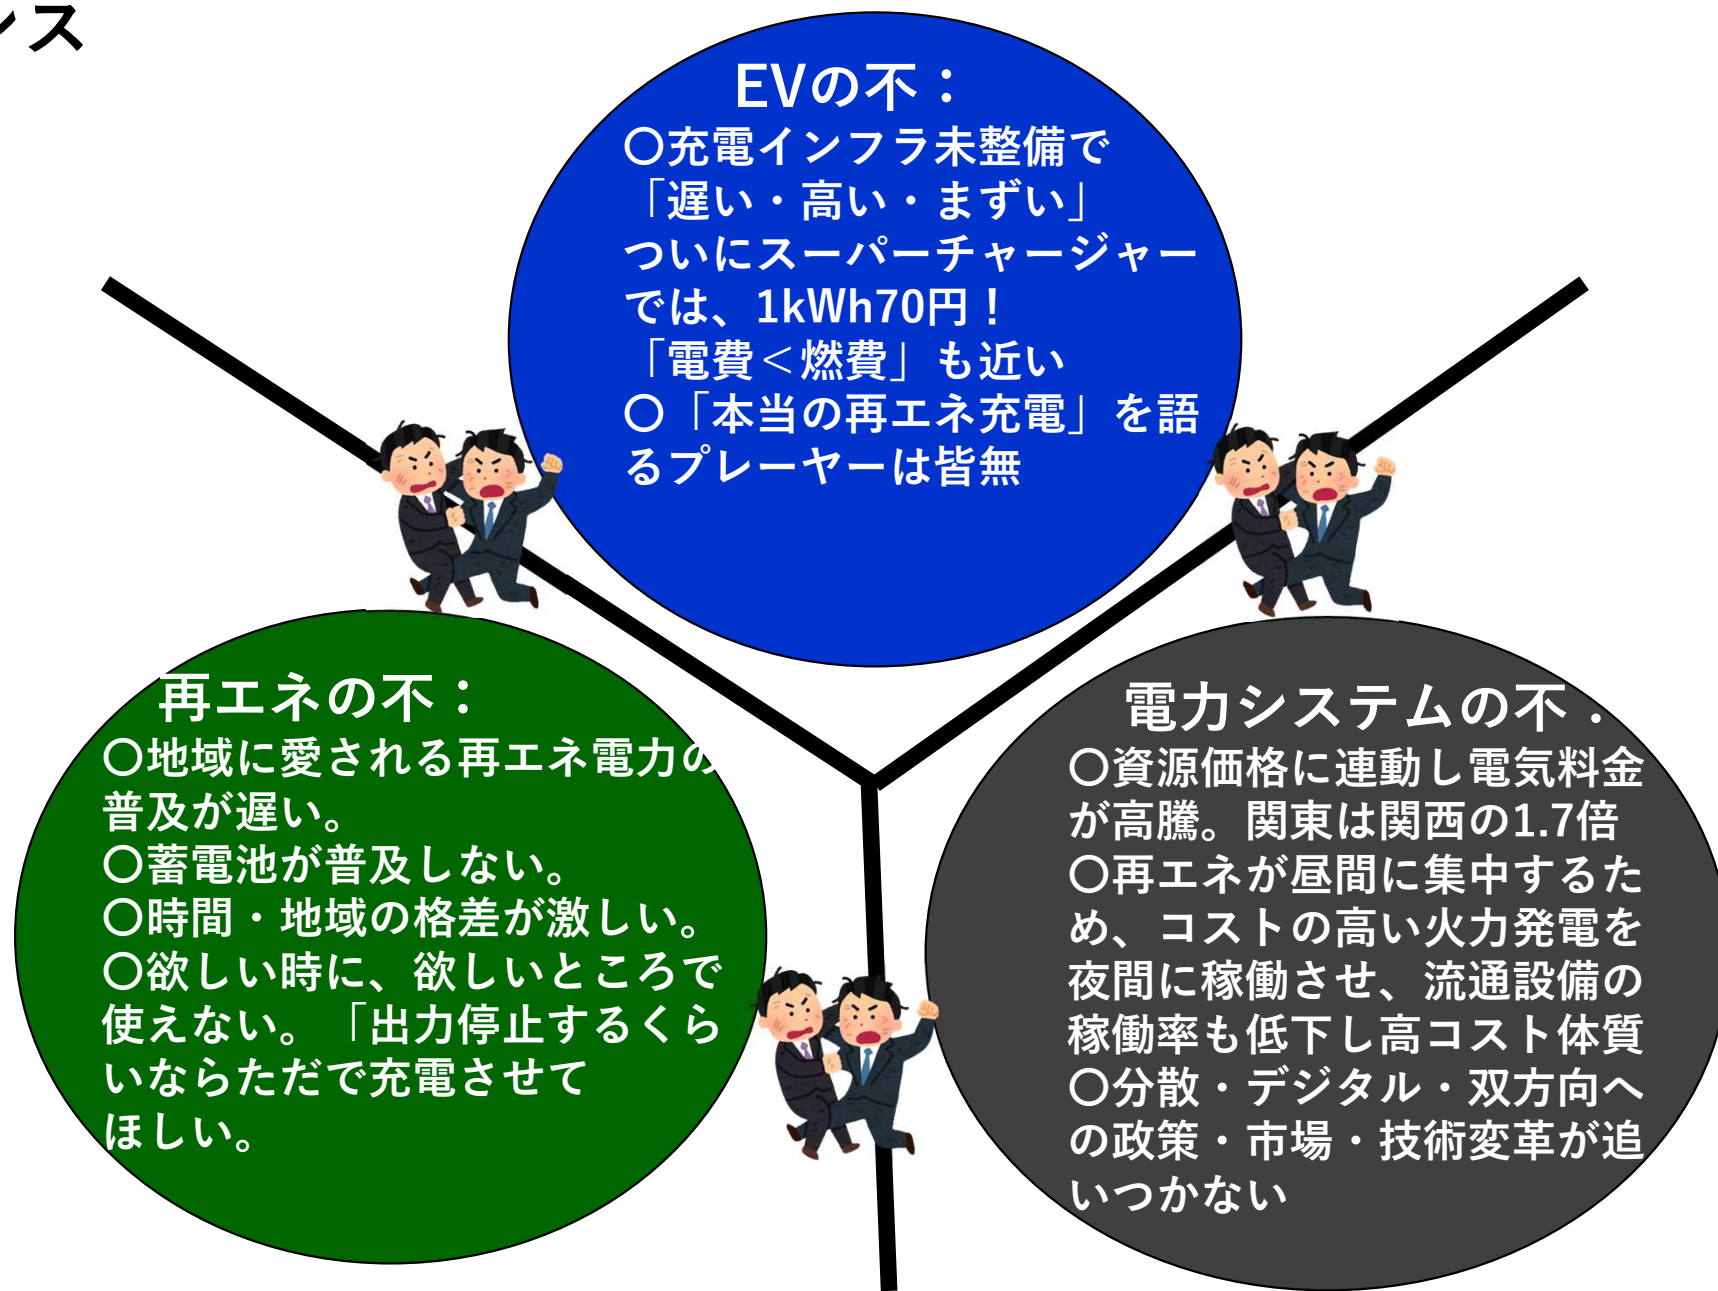 ンス
EVの不：
〇充電インフラ未整備で
「遅い・高い・まずい」
ついにスーパーチャージャー
では、1kWh70円！
「電費＜燃費」も近い
〇「本当の再エネ充電」を語
るプレーヤーは皆無
再エネの不：
〇地域に愛される再エネ電力の
普及が遅い。
〇蓄電池が普及しない。
〇時間・地域の格差が激しい。
〇欲しい時に、欲しいところで
使えない。「出力停止するくら
いならただで充電させて
ほしい。
電力システムの不：
〇資源価格に連動し電気料金
が高騰。関東は関西の1.7倍
〇再エネが昼間に集中するた
め、コストの高い火力発電を
夜間に稼働させ、流通設備の
稼働率も低下し高コスト体質
〇分散・デジタル・双方向へ
の政策・市場・技術変革が追
いつかない